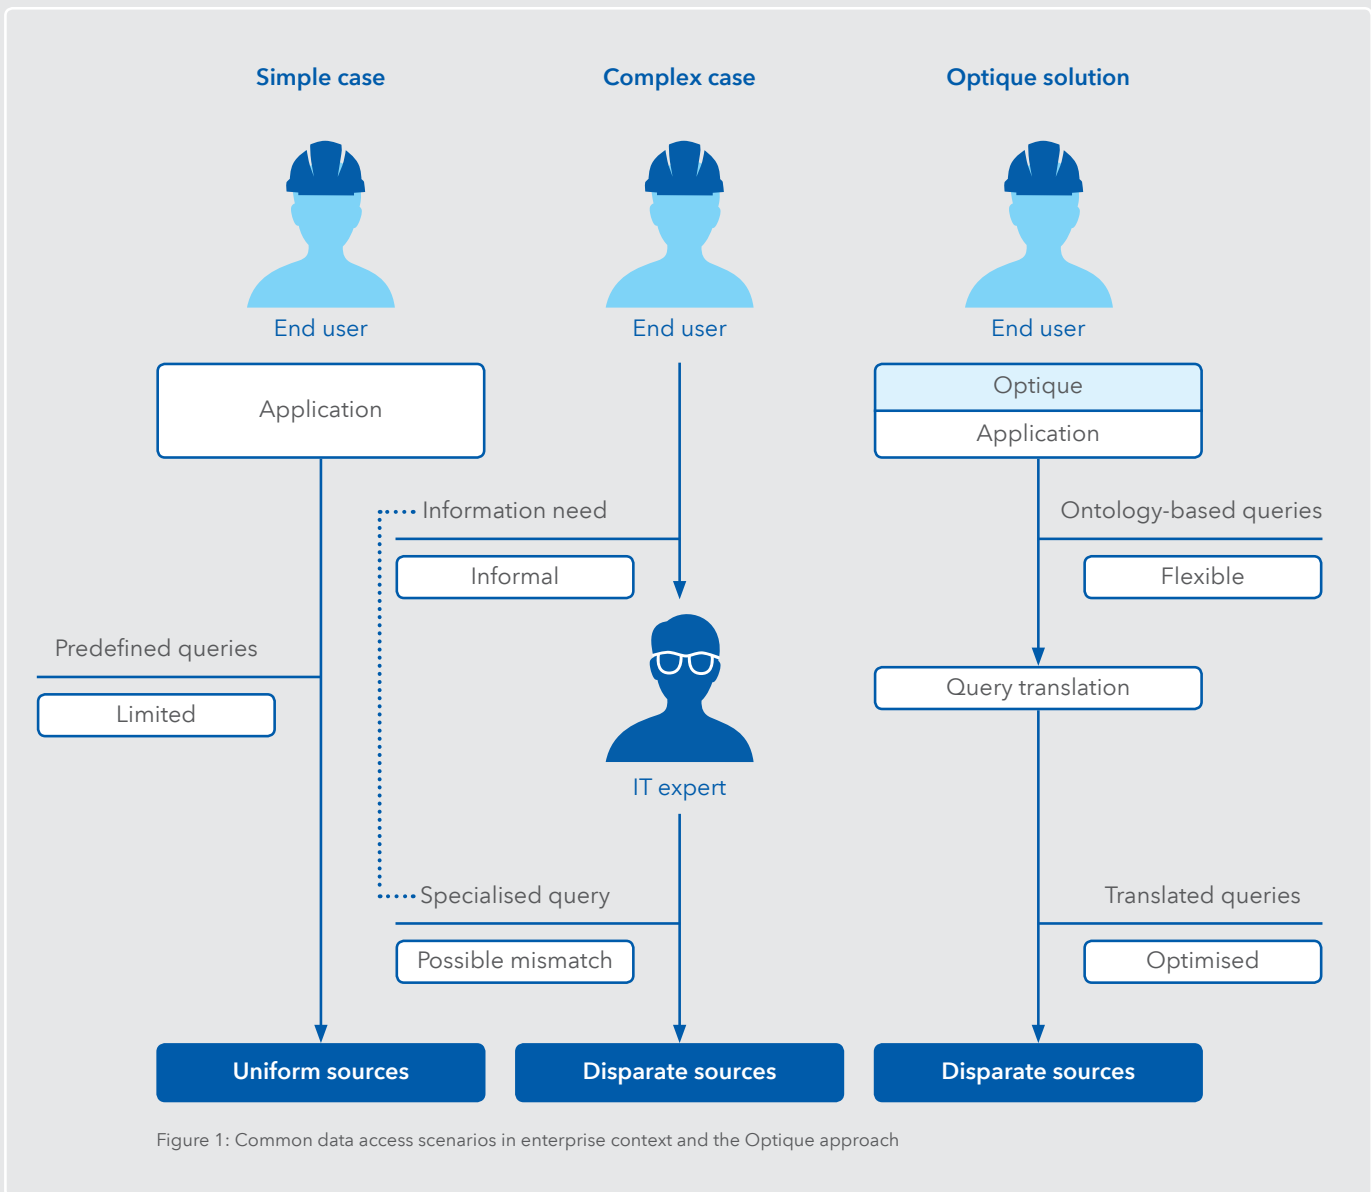 Simple case
Complex case
Optique solution
End user
End user
End user
Application
Optique
Application
Information need
Informal
Ontology-based queries
Flexible
Predefined queries
Limited
Query translation
IT expert
Specialised query
Possible mismatch
Translated queries
Optimised
Uniform sources
Disparate sources
Disparate sources
Figure 1: Common data access scenarios in enterprise context and the Optique approach